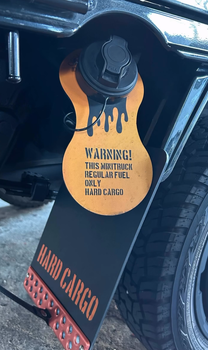 WARNING!
THIS MINITRUCK
REGULAR FUEL
ONLY
HARD CARGO
HARD CARGO